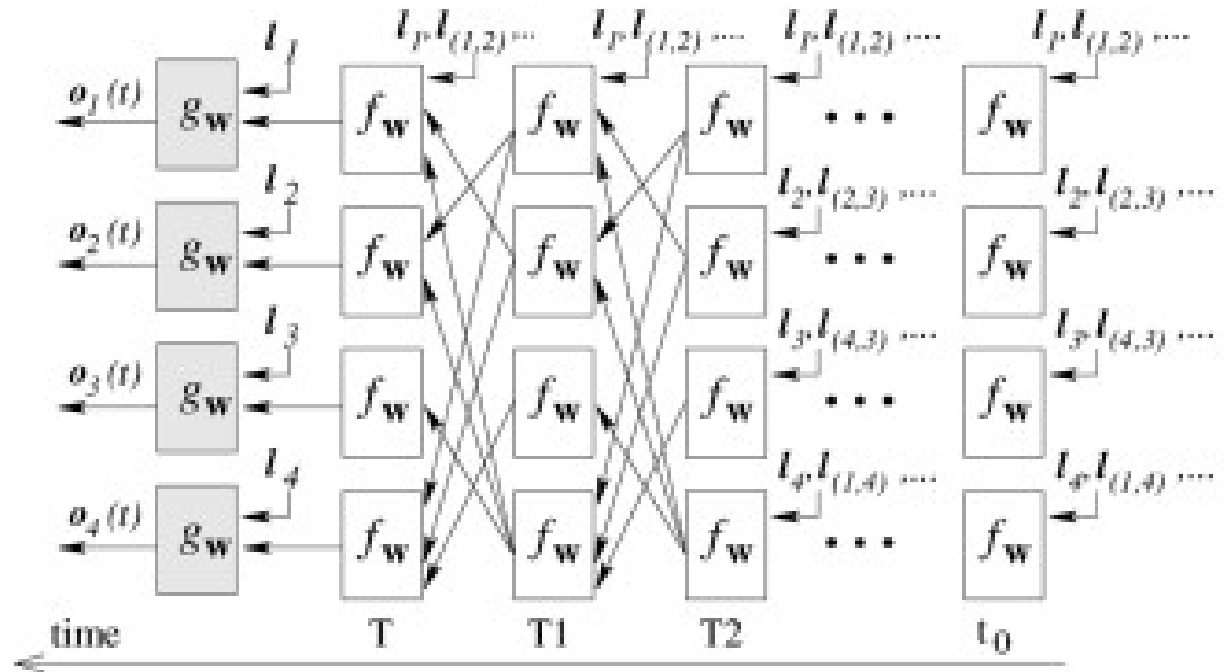 l1 l1,l(1,2) ... l1,l(1,2) .... l1,l(1,2) .... l1,l(1,2) ....
o1(t) gw fw fw fw • • • fw
l2 l2,l(2,3) .... l2,l(2,3) ....
o2(t) gw fw fw fw • • • fw
l3 l3,l(4,3) .... l3,l(4,3) ....
o3(t) gw fw fw fw • • • fw
l4 l4,l(1,4) .... l4,l(1,4) ....
o4(t) gw fw fw fw • • • fw
time T T1 T2 t0